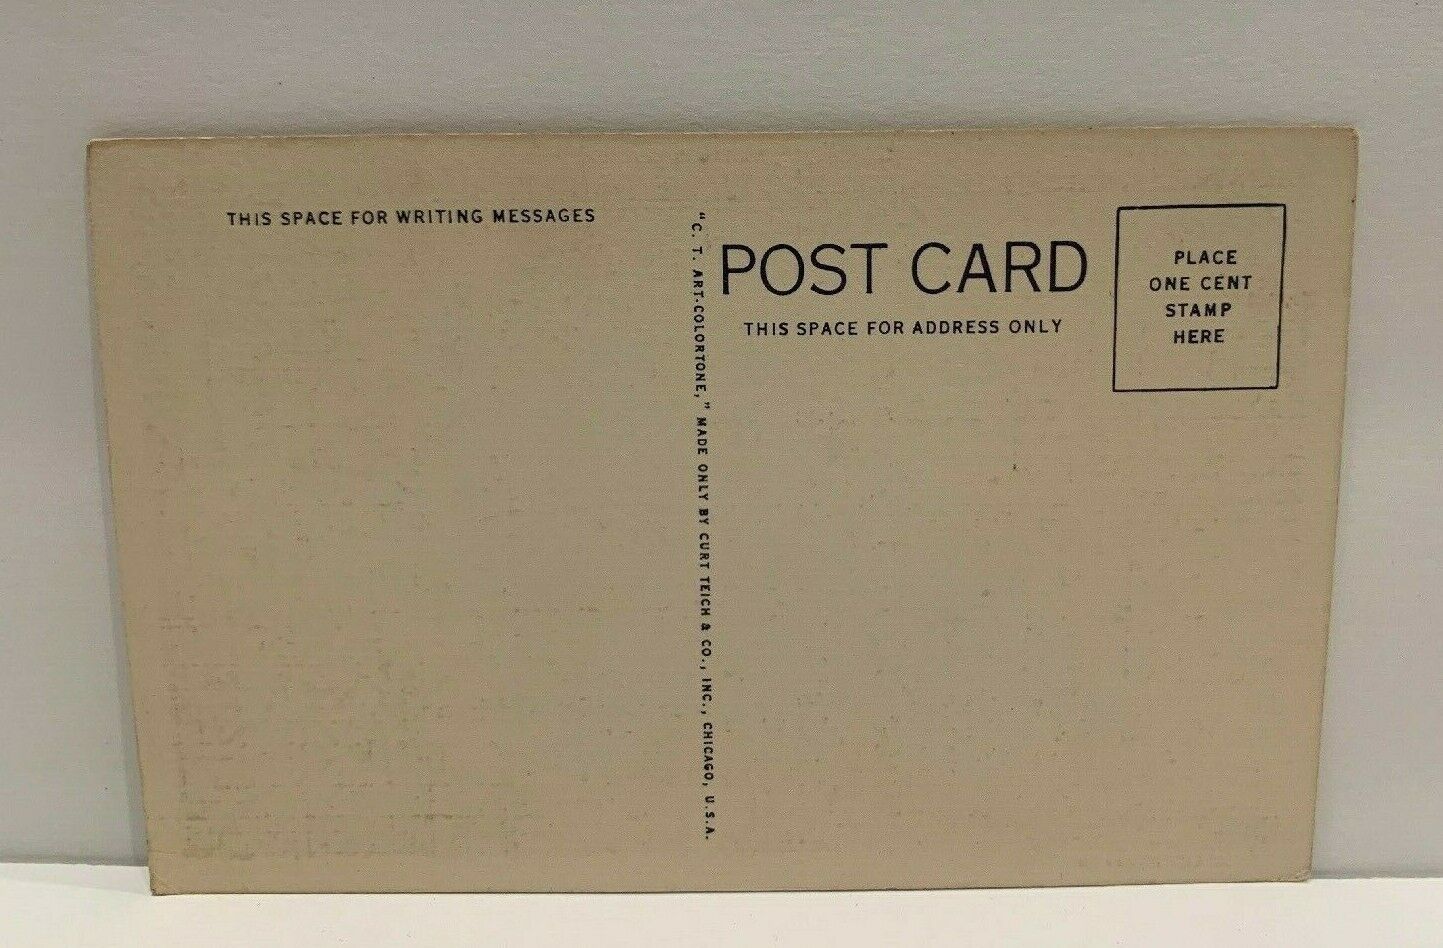 THIS SPACE FOR WRITING MESSAGES
"C. T. ART-COLORTONE," MADE ONLY BY CURT TEICH & CO., INC., CHICAGO, U.S.A.
POST CARD
THIS SPACE FOR ADDRESS ONLY
PLACE
ONE CENT
STAMP
HERE